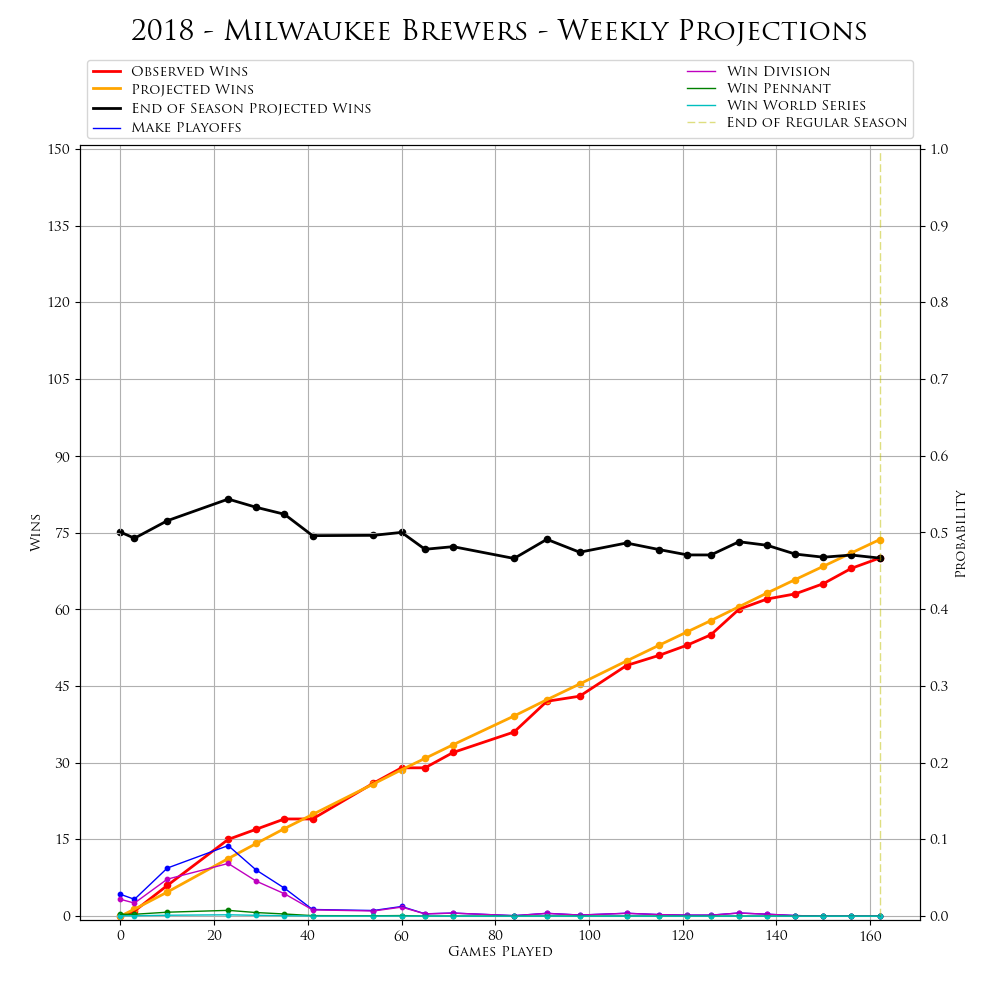 2018 - Milwaukee Brewers - Weekly Projections
Observed Wins
Projected Wins
End of Season Projected Wins
Make Playoffs
Win Division
Win Pennant
Win World Series
End of Regular Season
150
135
120
105
90
75
60
45
30
15
0
Wins
1.0
0.9
0.8
0.7
0.6
0.5
0.4
0.3
0.2
0.1
0.0
Probability
0 20 40 60 80 100 120 140 160
Games Played